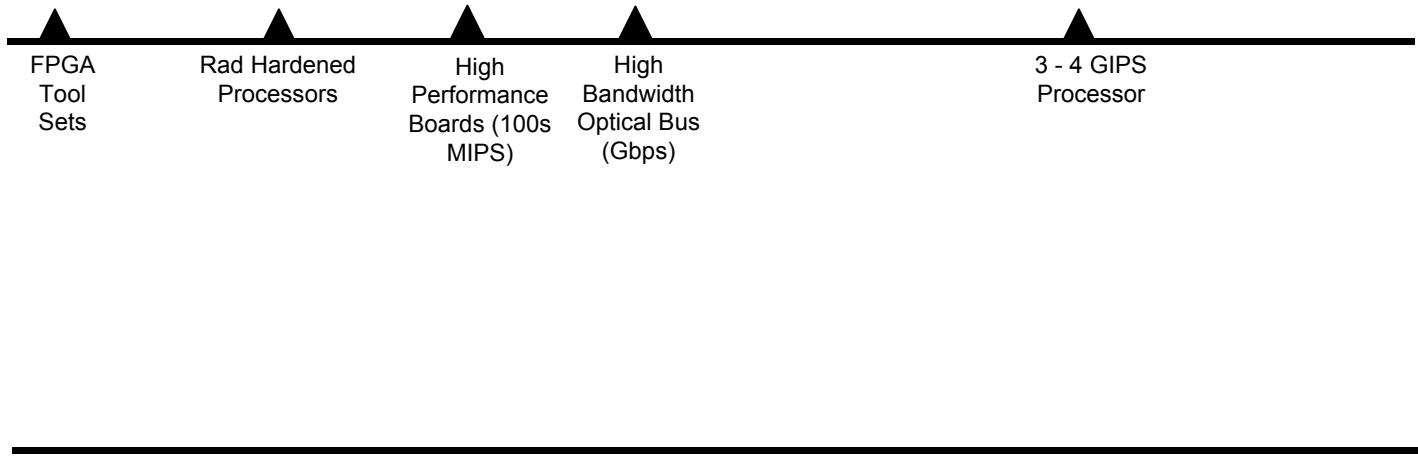 FPGA
Tool
Sets
Rad Hardened
Processors
High
Performance
Boards (100s
MIPS)
High
Bandwidth
Optical Bus
(Gbps)
3 - 4 GIPS
Processor